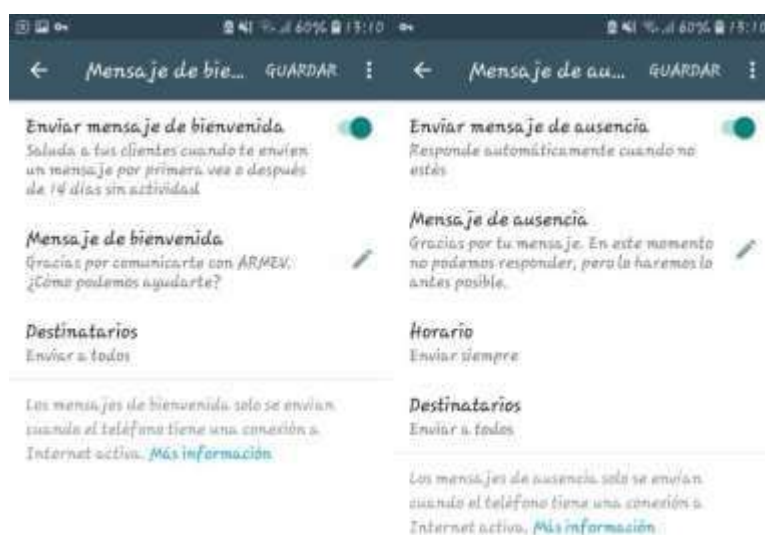 60% 13:10
Mensaje de bie... GUARDAR
Enviar mensaje de bienvenida
Saluda a tus clientes cuando te envíen
un mensaje por primera vez o después
de 14 días sin actividad
Mensaje de bienvenida
Gracias por comunicarte con ARMEV.
¿Cómo podemos ayudarte?
Destinatarios
Enviar a todos
Los mensajes de bienvenida solo se envían
cuando el teléfono tiene una conexión a
Internet activa. Más información
60% 13:10
Mensaje de au... GUARDAR
Enviar mensaje de ausencia
Responde automáticamente cuando no
estés
Mensaje de ausencia
Gracias por tu mensaje. En este momento
no podemos responder, pero lo haremos lo
antes posible.
Horario
Enviar siempre
Destinatarios
Enviar a todos
Los mensajes de ausencia solo se envían
cuando el teléfono tiene una conexión a
Internet activa. Más información